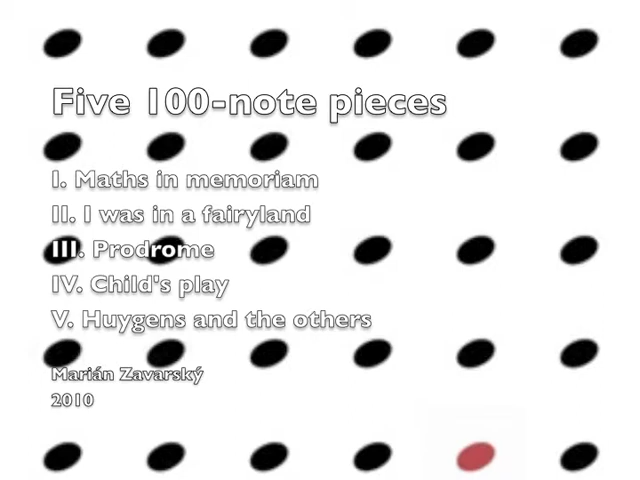 Five 100-note pieces
I. Maths in memoriam
II. I was in a fairyland
III. Prodrome
IV. Child's play
V. Huygens and the others
Marián Zavarský
2010